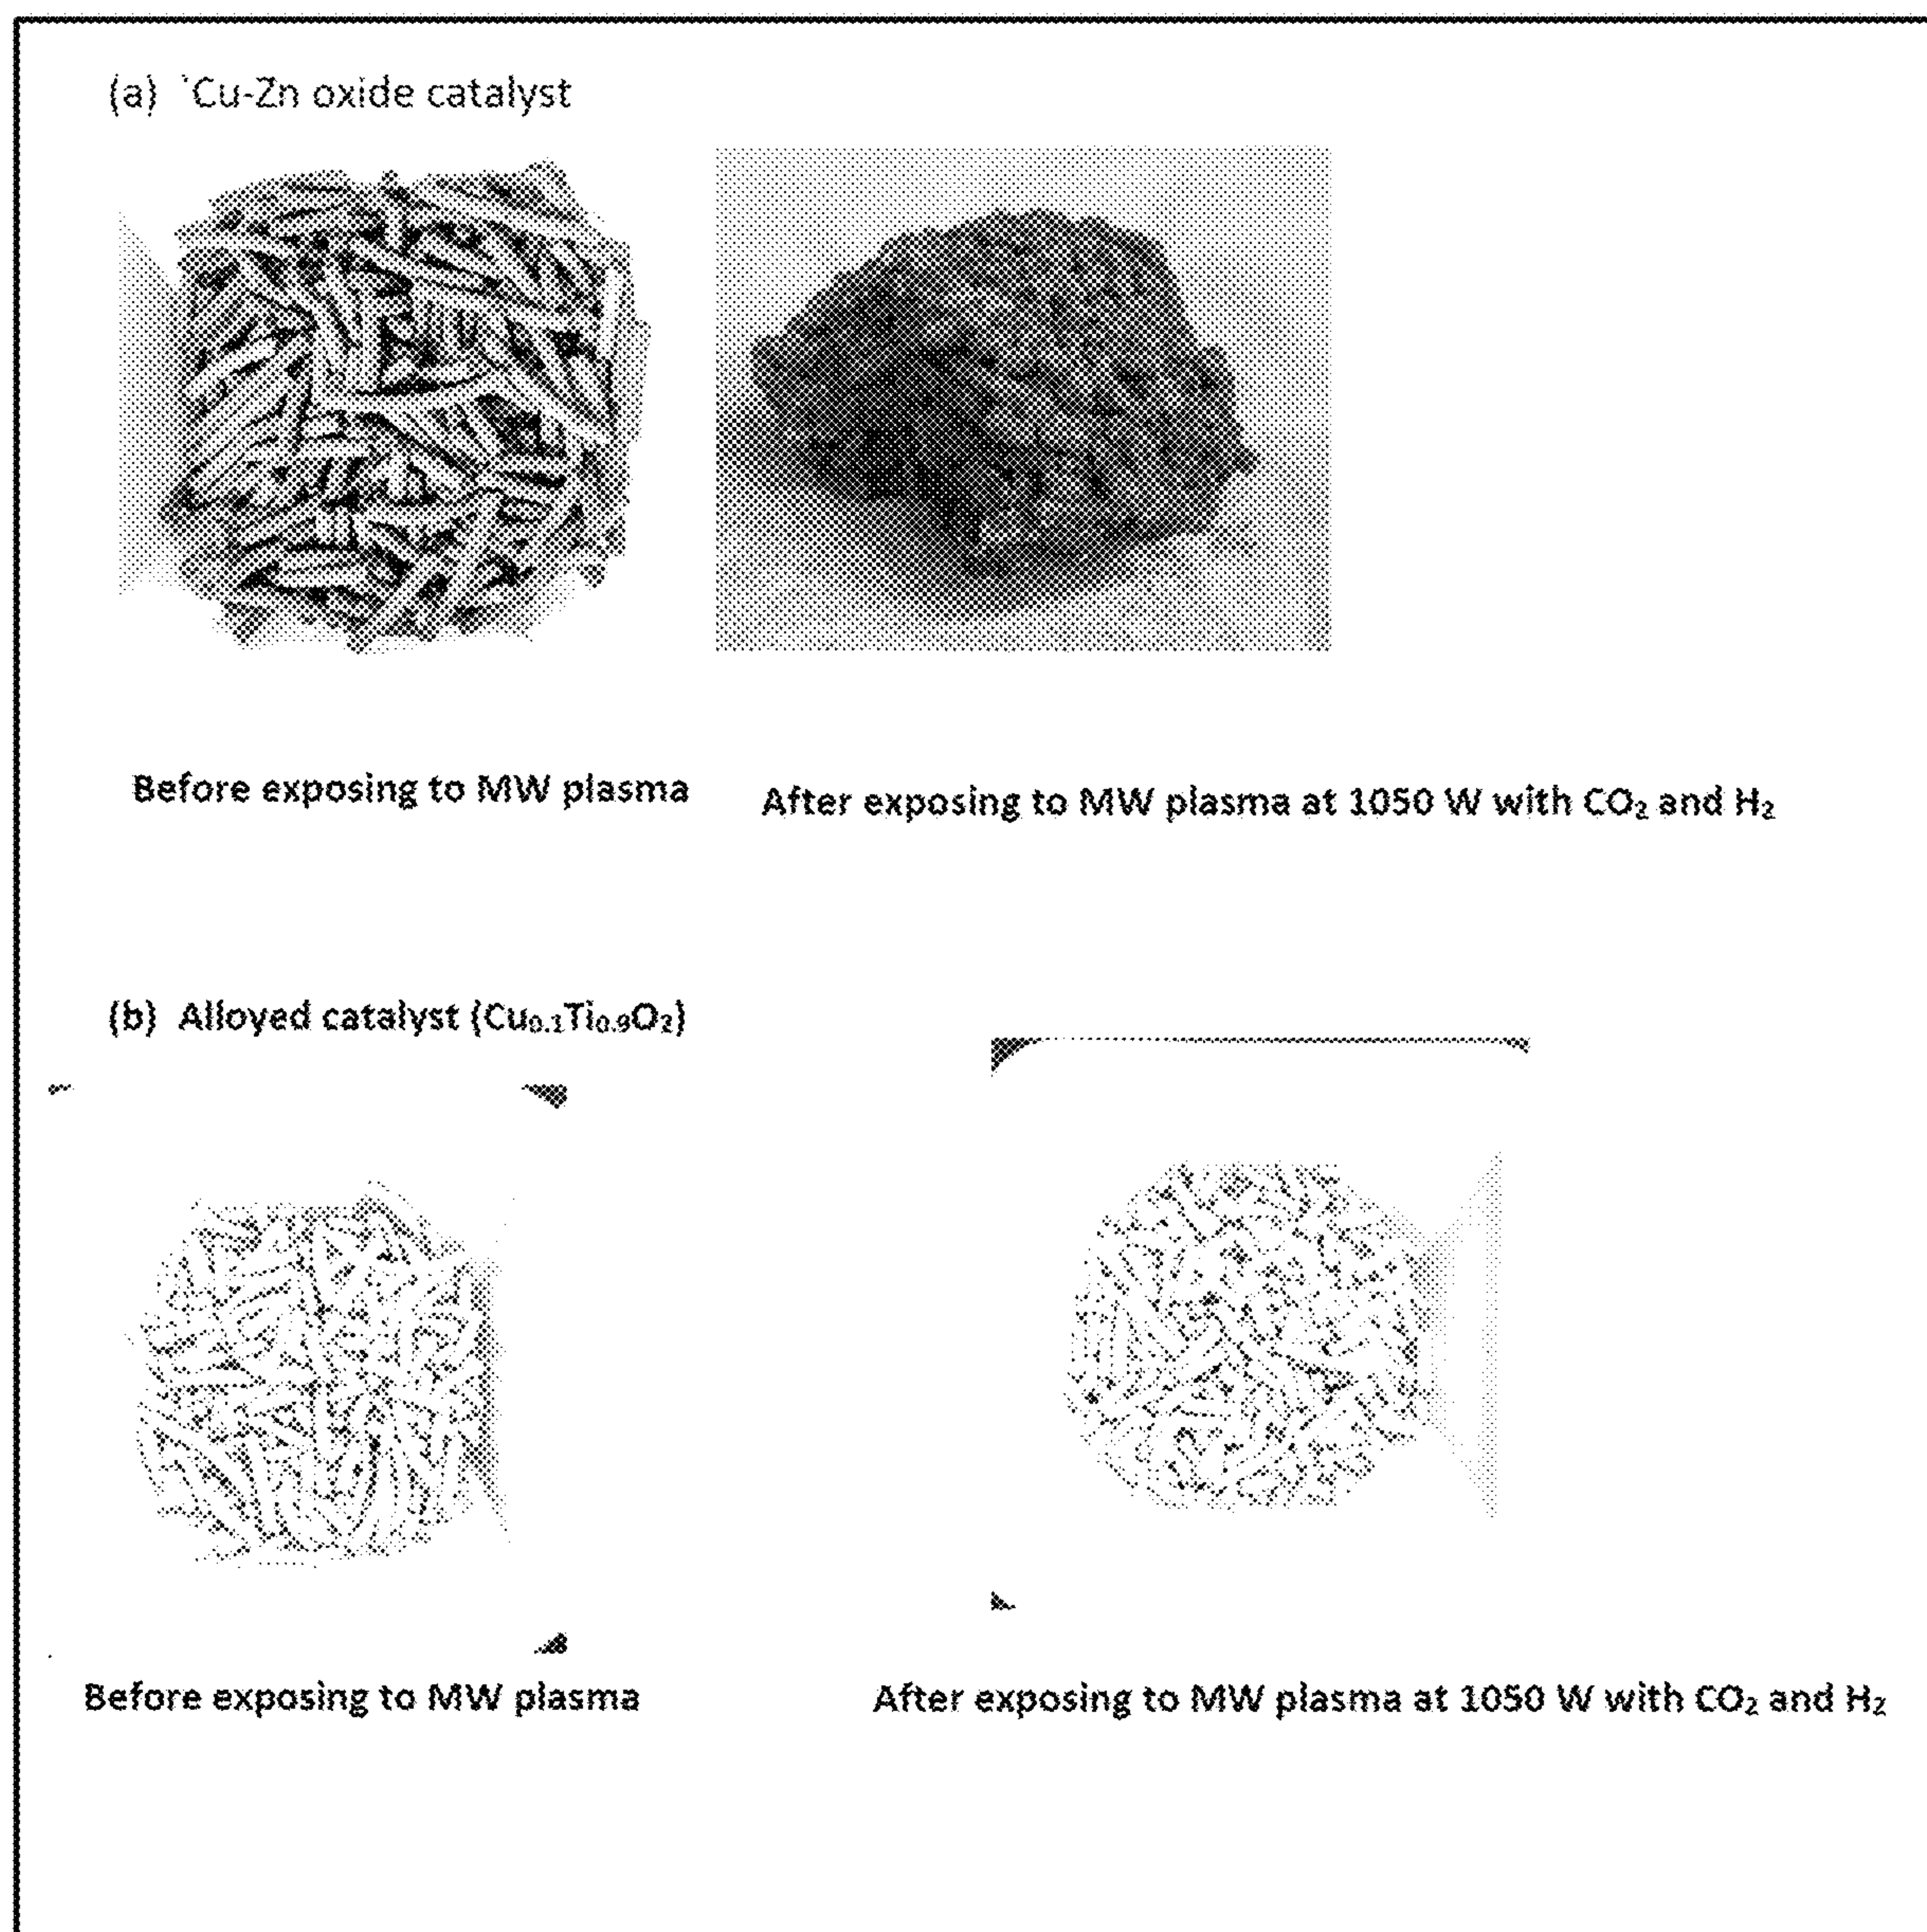 (a) Cu-Zn oxide catalyst
Before exposing to MW plasma
After exposing to MW plasma at 1050 W with CO₂ and H₂
(b) Alloyed catalyst (Cu₀.₁Ti₀.₉O₂)
Before exposing to MW plasma
After exposing to MW plasma at 1050 W with CO₂ and H₂